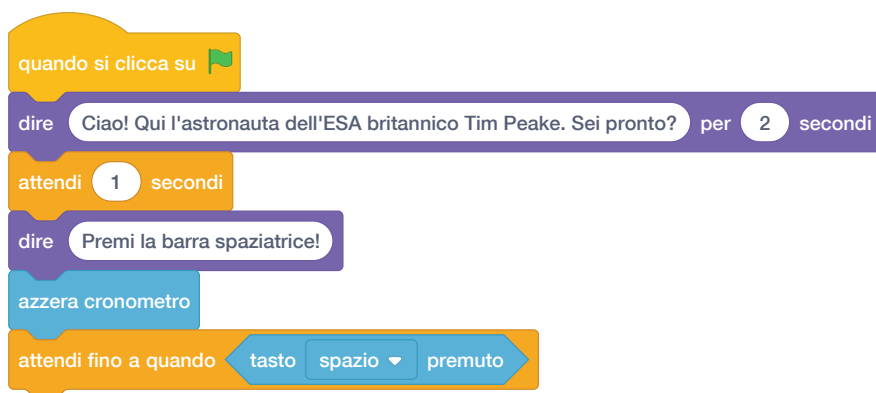 quando si clicca su
dire Ciao! Qui l'astronauta dell'ESA britannico Tim Peake. Sei pronto? per 2 secondi
attendi 1 secondi
dire Premi la barra spaziatrice!
azzera cronometro
attendi fino a quando tasto spazio premuto